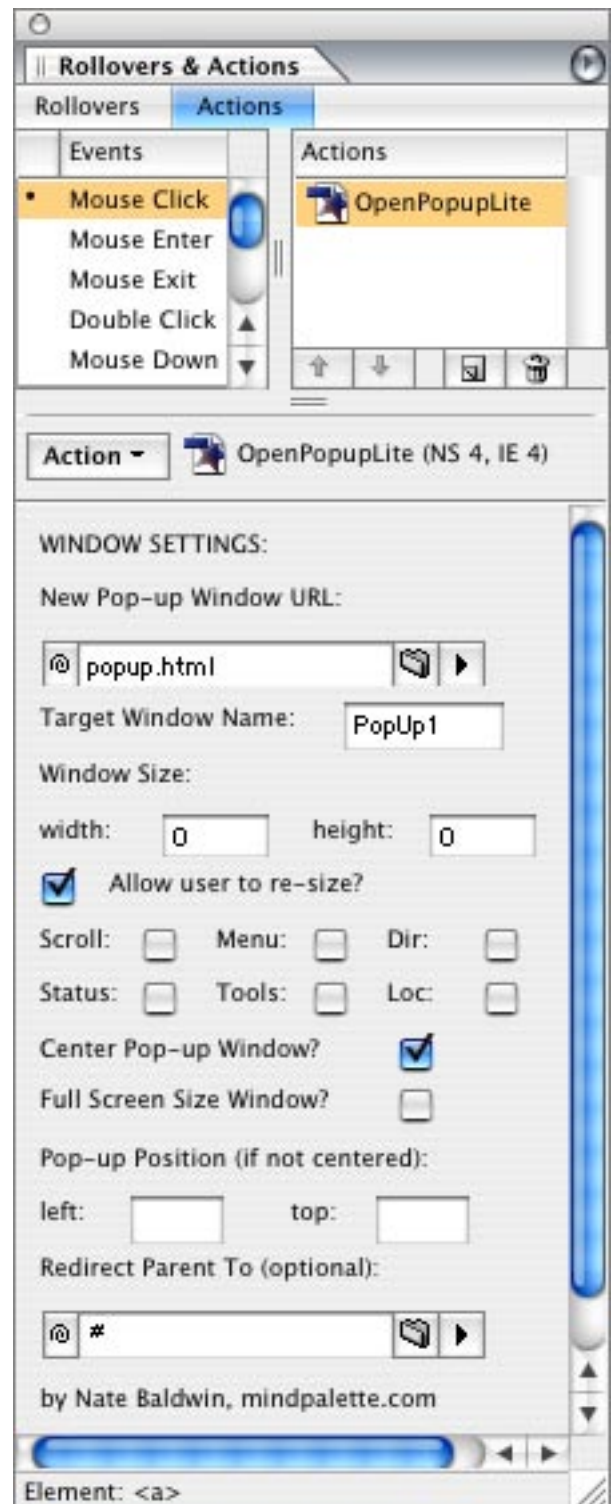 Rollovers & Actions
Rollovers Actions
Events Actions
Mouse Click OpenPopupLite
Mouse Enter
Mouse Exit
Double Click
Mouse Down
Action OpenPopupLite (NS 4, IE 4)
WINDOW SETTINGS:
New Pop-up Window URL:
@ popup.html
Target Window Name: PopUp1
Window Size:
width: 0 height: 0
Allow user to re-size?
Scroll: Menu: Dir:
Status: Tools: Loc:
Center Pop-up Window?
Full Screen Size Window?
Pop-up Position (if not centered):
left: top:
Redirect Parent To (optional):
@ #
by Nate Baldwin, mindpalette.com
Element: <a>